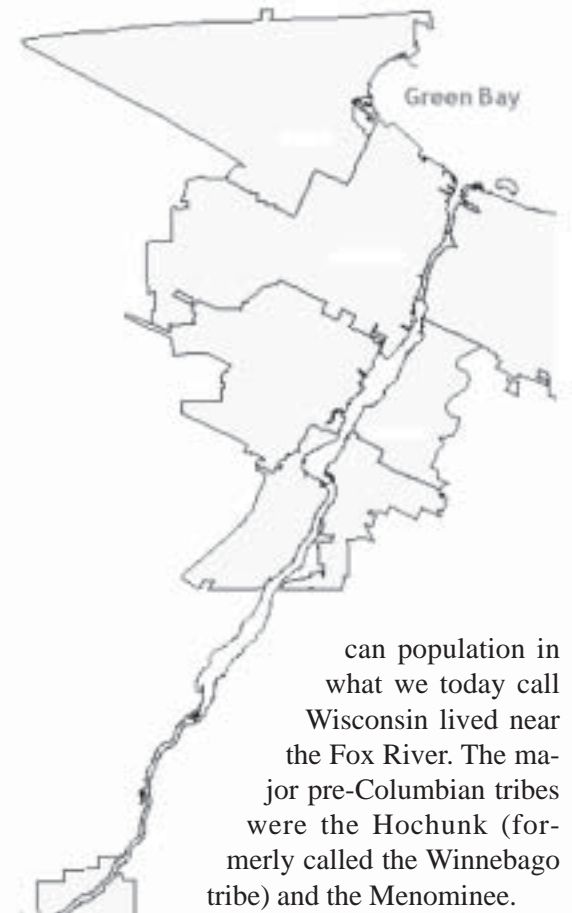 Green Bay
can population in
what we today call
Wisconsin lived near
the Fox River. The ma-
jor pre-Columbian tribes
were the Hochunk (for-
merly called the Winnebago
tribe) and the Menominee.